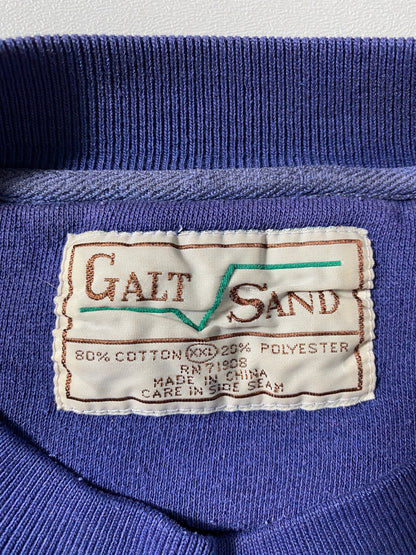 GALT SAND
80% COTTON XXL 20% POLYESTER
RN 71908
MADE IN CHINA
CARE IN SIDE SEAM